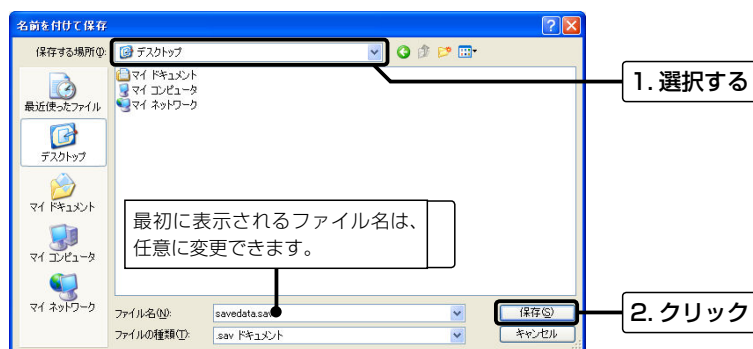 名前を付けて保存
保存する場所(I):
デスクトップ
1. 選択する
マイ ドキュメント
マイ コンピュータ
マイ ネットワーク
最近使ったファイル
デスクトップ
マイ ドキュメント
マイ コンピュータ
マイ ネットワーク
最初に表示されるファイル名は、
任意に変更できます。
ファイル名(N):
savedata.sav
保存(S)
2. クリック
ファイルの種類(T):
.sav ドキュメント
キャンセル